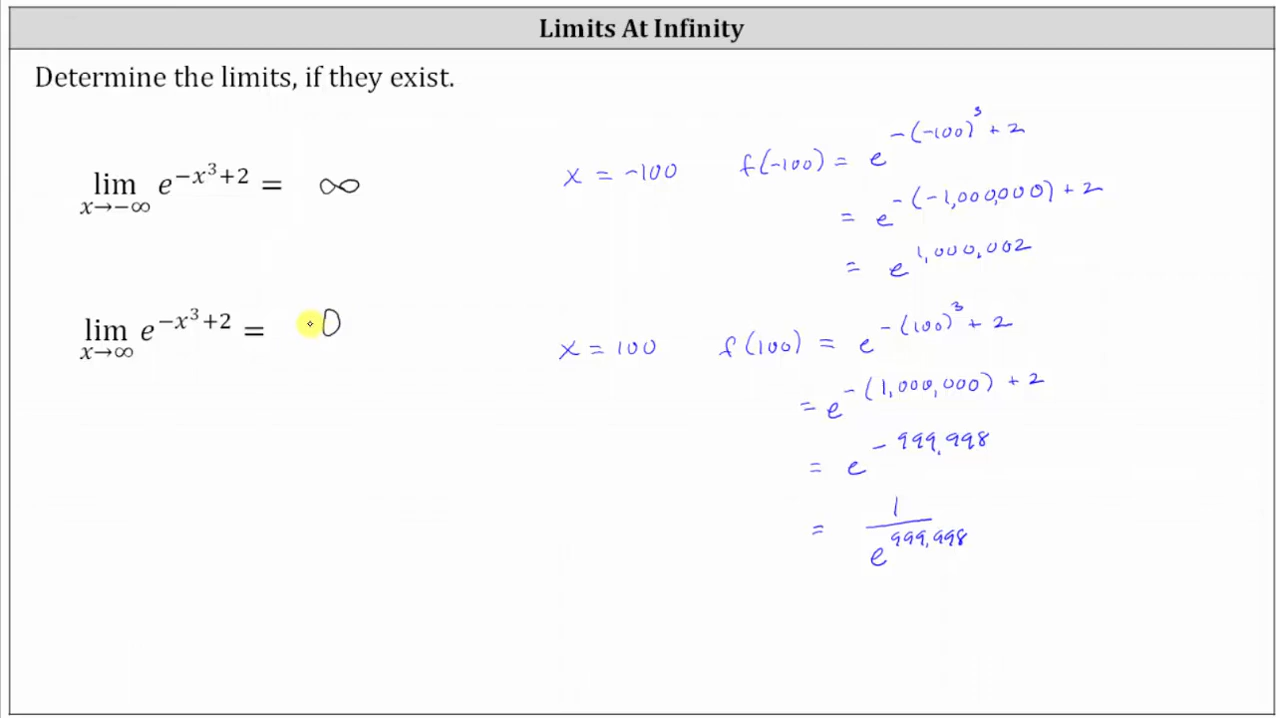 Limits At Infinity
Determine the limits, if they exist.
lim x→−∞ e^{−x³+2} = ∞
x = -100 f(-100) = e^{-(-100)³ + 2}
= e^{-(-1,000,000) + 2}
= e^{1,000,002}
lim x→∞ e^{−x³+2} = 0
x = 100 f(100) = e^{-(100)³ + 2}
= e^{-(1,000,000) + 2}
= e^{-999,998}
= 1/e^{999,998}